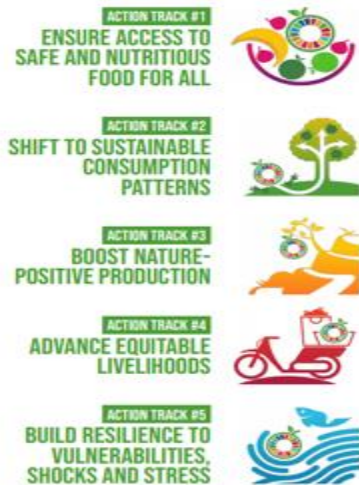 ACTION TRACK #1
ENSURE ACCESS TO
SAFE AND NUTRITIOUS
FOOD FOR ALL
ACTION TRACK #2
SHIFT TO SUSTAINABLE
CONSUMPTION
PATTERNS
ACTION TRACK #3
BOOST NATURE-
POSITIVE PRODUCTION
ACTION TRACK #4
ADVANCE EQUITABLE
LIVELIHOODS
ACTION TRACK #5
BUILD RESILIENCE TO
VULNERABILITIES,
SHOCKS AND STRESS